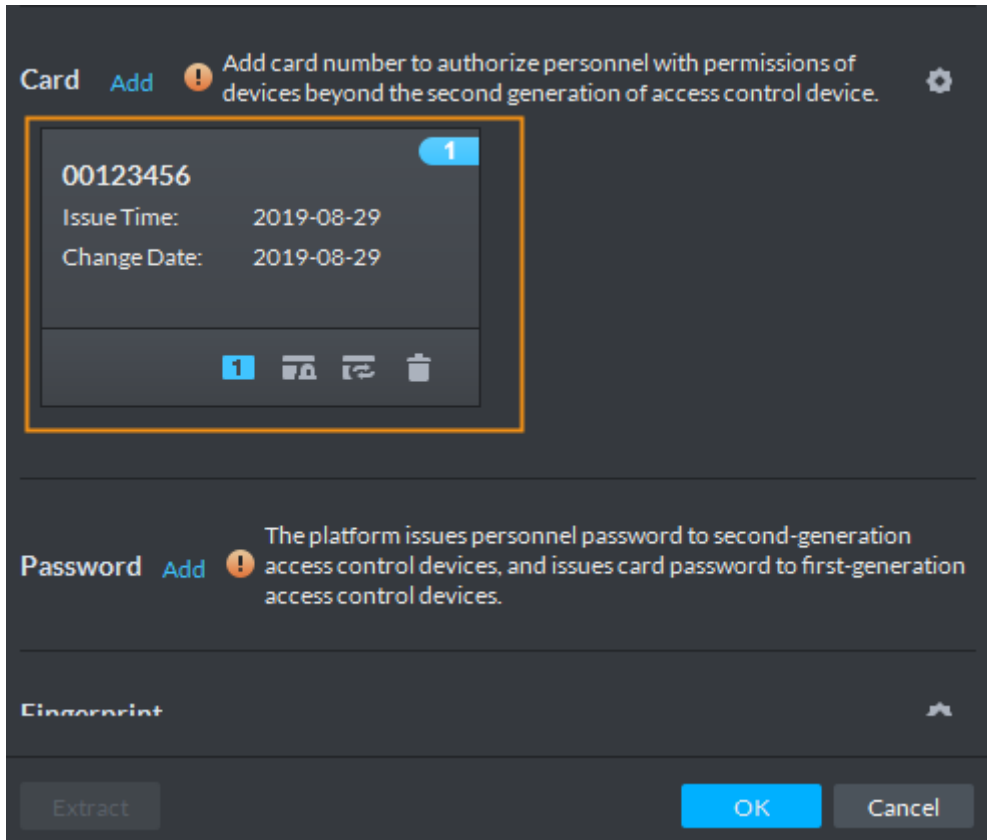 Card Add ! Add card number to authorize personnel with permissions of
devices beyond the second generation of access control device.
1
00123456
Issue Time: 2019-08-29
Change Date: 2019-08-29
1
The platform issues personnel password to second-generation
Password Add ! access control devices, and issues card password to first-generation
access control devices.
Fingerprint
Extract OK Cancel